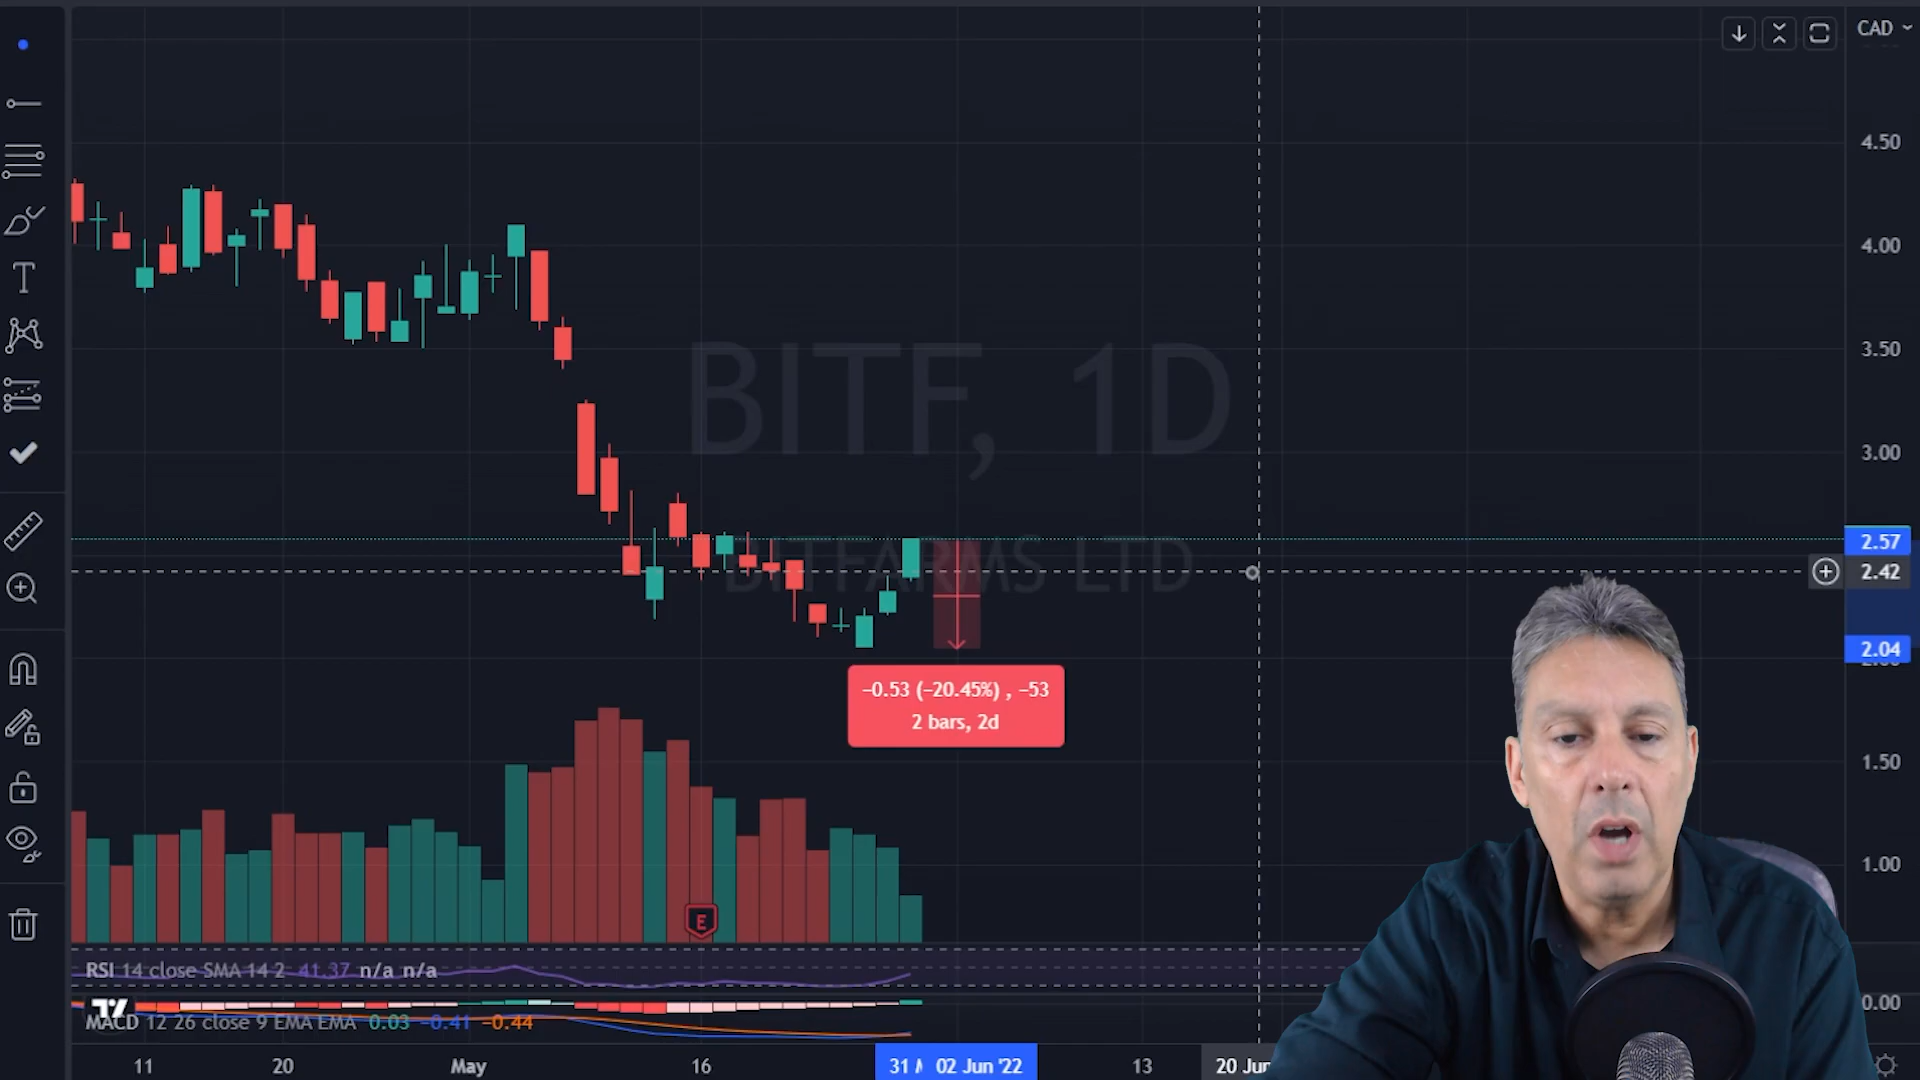 CAD
4.50
4.00
3.50
BITF, 1D
3.00
2.57
BITFARMS LTD
2.42
2.04
−0.53 (−20.45%) , −53
2 bars, 2d
1.50
1.00
E
RSI 14 close SMA 14 2 41.37 n/a n/a
0.00
MACD 12 26 close 9 EMA EMA 0.03 −0.41 −0.44
11 20 May 16 31 02 Jun '22 13 20